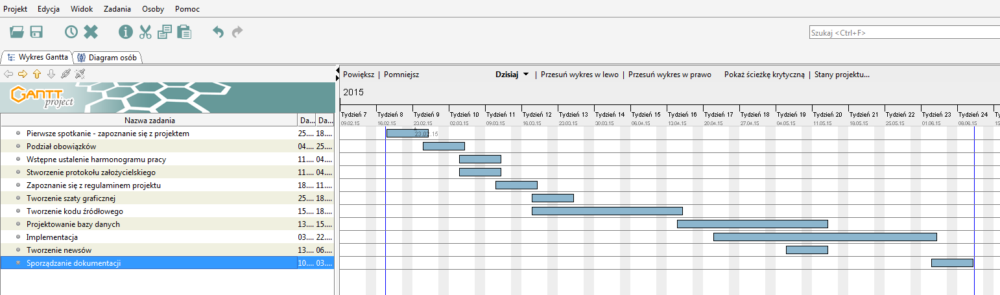 Projekt Edycja Widok Zadania Osoby Pomoc
Szukaj <Ctrl+F>
Wykres Gantta Diagram osób
Powiększ | Pomniejsz Dzisiaj | Przesuń wykres w lewo | Przesuń wykres w prawo Pokaż ścieżkę krytyczną | Stany projektu...
GANTT project
2015
Nazwa zadania Da... Da...
Tydzień 7 Tydzień 8 Tydzień 9 Tydzień 10 Tydzień 11 Tydzień 12 Tydzień 13 Tydzień 14 Tydzień 15 Tydzień 16 Tydzień 17 Tydzień 18 Tydzień 19 Tydzień 20 Tydzień 21 Tydzień 22 Tydzień 23 Tydzień 24
09.02.15 16.02.15 23.02.15 02.03.15 09.03.15 16.03.15 23.03.15 30.03.15 06.04.15 13.04.15 20.04.15 27.04.15 04.05.15 11.05.15 18.05.15 25.05.15 01.06.15 08.06.15
Pierwsze spotkanie - zapoznanie się z projektem 25.... 18.... 23.02.15
Podział obowiązków 04.... 25....
Wstępne ustalenie harmonogramu pracy 11.... 04....
Stworzenie protokołu założycielskiego 11.... 04....
Zapoznanie się z regulaminem projektu 18.... 11....
Tworzenie szaty graficznej 25.... 18....
Tworzenie kodu źródłowego 15.... 18....
Projektowanie bazy danych 13.... 15....
Implementacja 03.... 22....
Tworzenie newsów 13.... 06....
Sporządzanie dokumentacji 10.... 03....